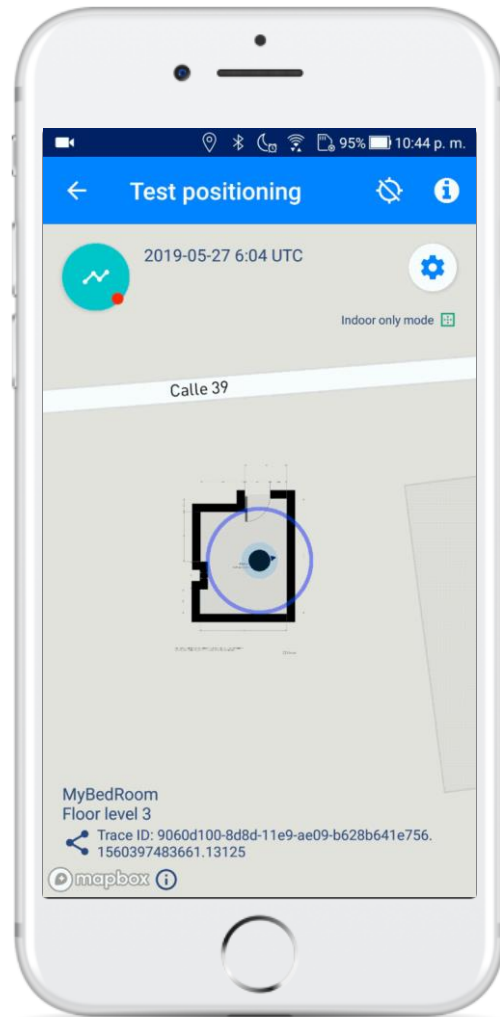 95% 10:44 p. m.
Test positioning
2019-05-27 6:04 UTC
Indoor only mode
Calle 39
MyBedRoom
Floor level 3
Trace ID: 9060d100-8d8d-11e9-ae09-b628b641e756.
1560397483661.13125
mapbox